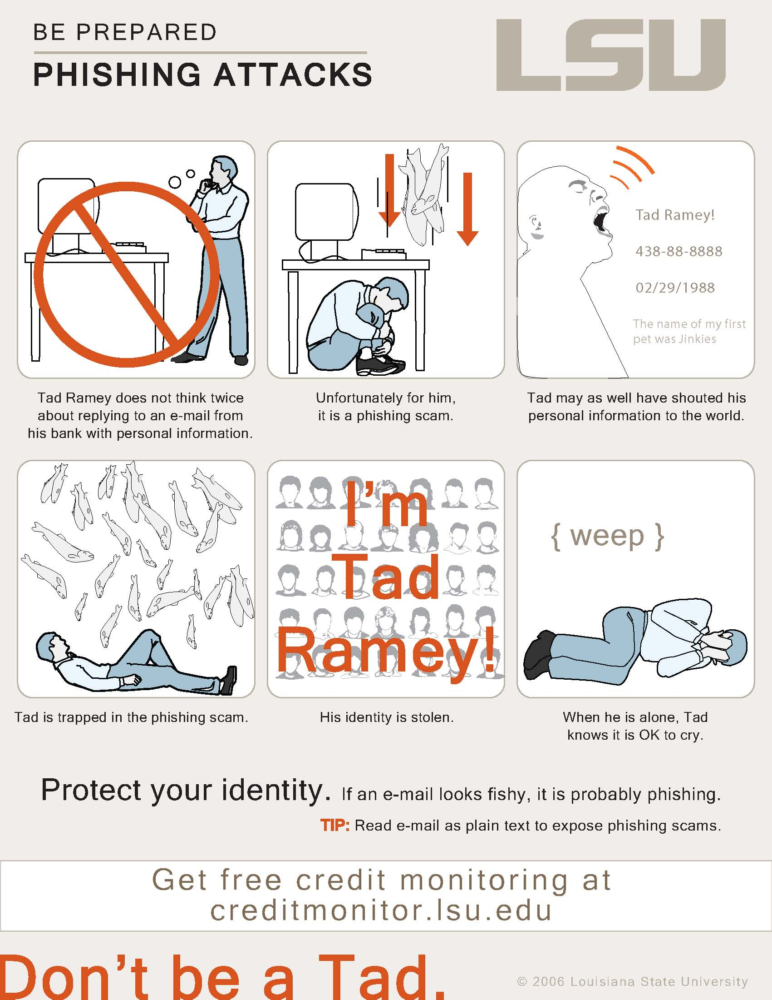 BE PREPARED
PHISHING ATTACKS
LSU
Tad Ramey!
438-88-8888
02/29/1988
The name of my first
pet was Jinkies
Tad Ramey does not think twice
about replying to an e-mail from
his bank with personal information.
Unfortunately for him,
it is a phishing scam.
Tad may as well have shouted his
personal information to the world.
I'm
Tad
Ramey!
{ weep }
Tad is trapped in the phishing scam.
His identity is stolen.
When he is alone, Tad
knows it is OK to cry.
Protect your identity. If an e-mail looks fishy, it is probably phishing.
TIP: Read e-mail as plain text to expose phishing scams.
Get free credit monitoring at
creditmonitor.lsu.edu
Don't be a Tad.
© 2006 Louisiana State University